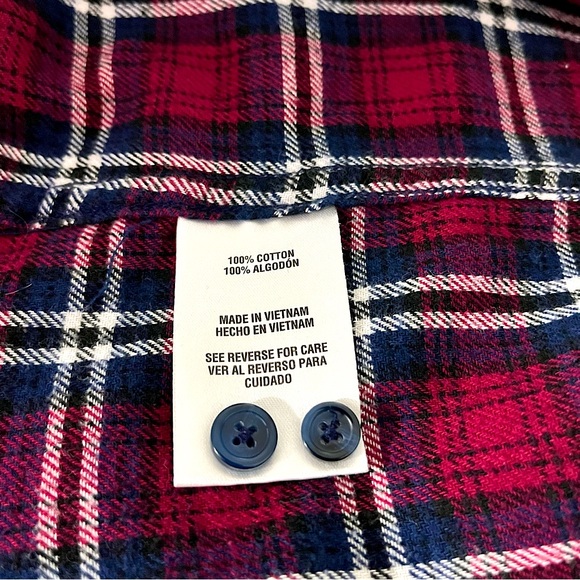 100% COTTON
100% ALGODÓN
MADE IN VIETNAM
HECHO EN VIETNAM
SEE REVERSE FOR CARE
VER AL REVERSO PARA
CUIDADO